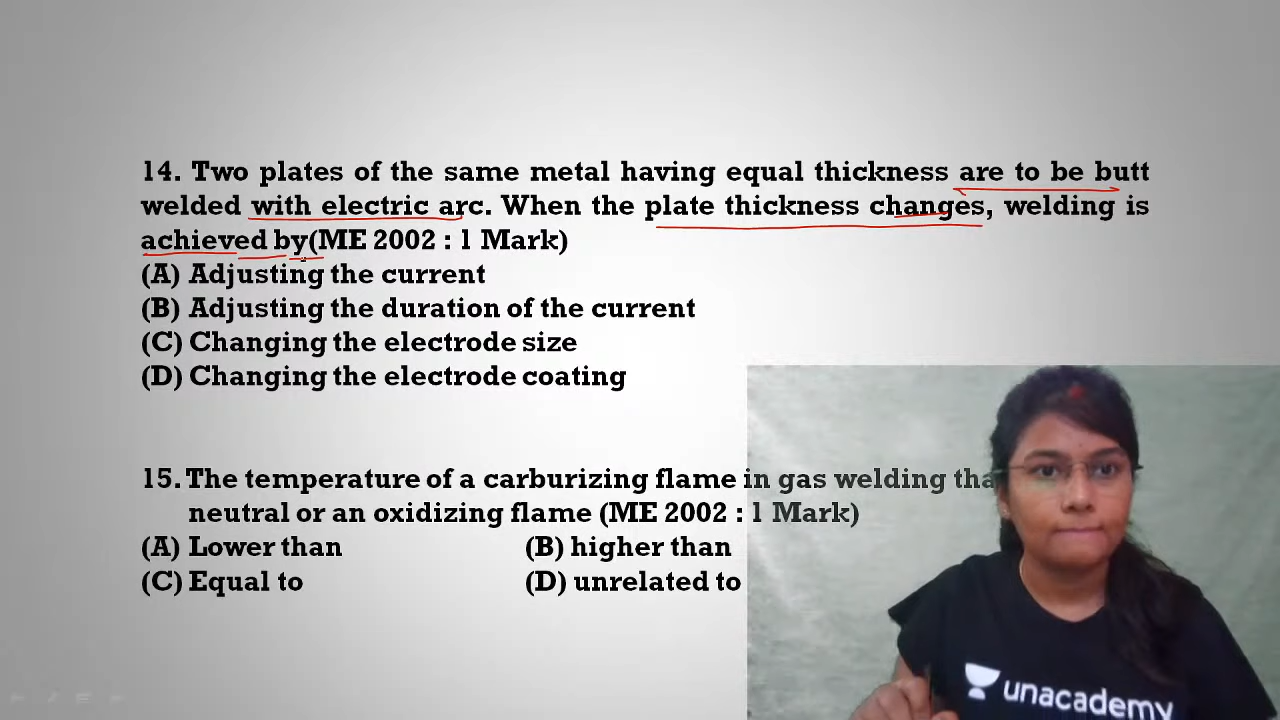 14. Two plates of the same metal having equal thickness are to be butt
welded with electric arc. When the plate thickness changes, welding is
achieved by(ME 2002 : 1 Mark)
(A) Adjusting the current
(B) Adjusting the duration of the current
(C) Changing the electrode size
(D) Changing the electrode coating
15. The temperature of a carburizing flame in gas welding
neutral or an oxidizing flame (ME 2002 : 1 Mark)
(A) Lower than (B) higher than
(C) Equal to (D) unrelated to
unacademy